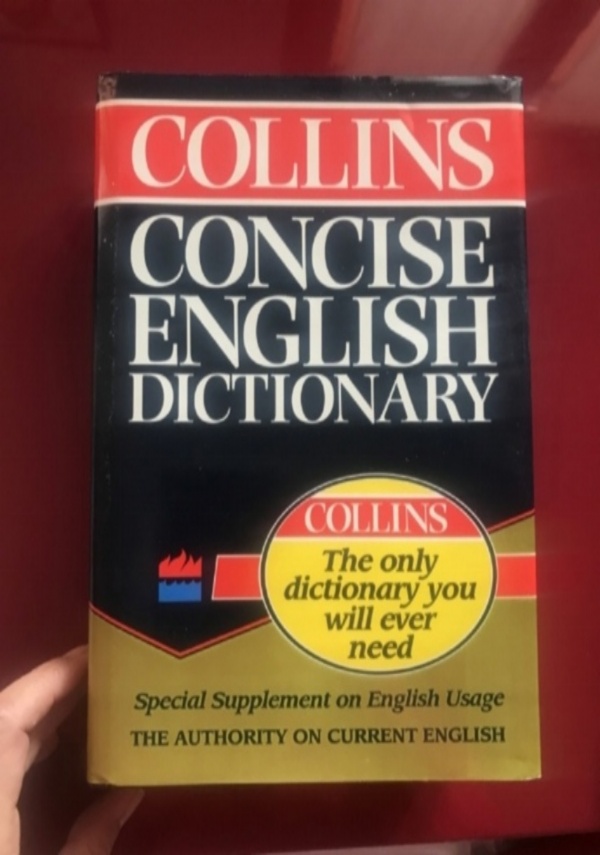 COLLINS
CONCISE
ENGLISH
DICTIONARY
COLLINS
The only
dictionary you
will ever
need
Special Supplement on English Usage
THE AUTHORITY ON CURRENT ENGLISH